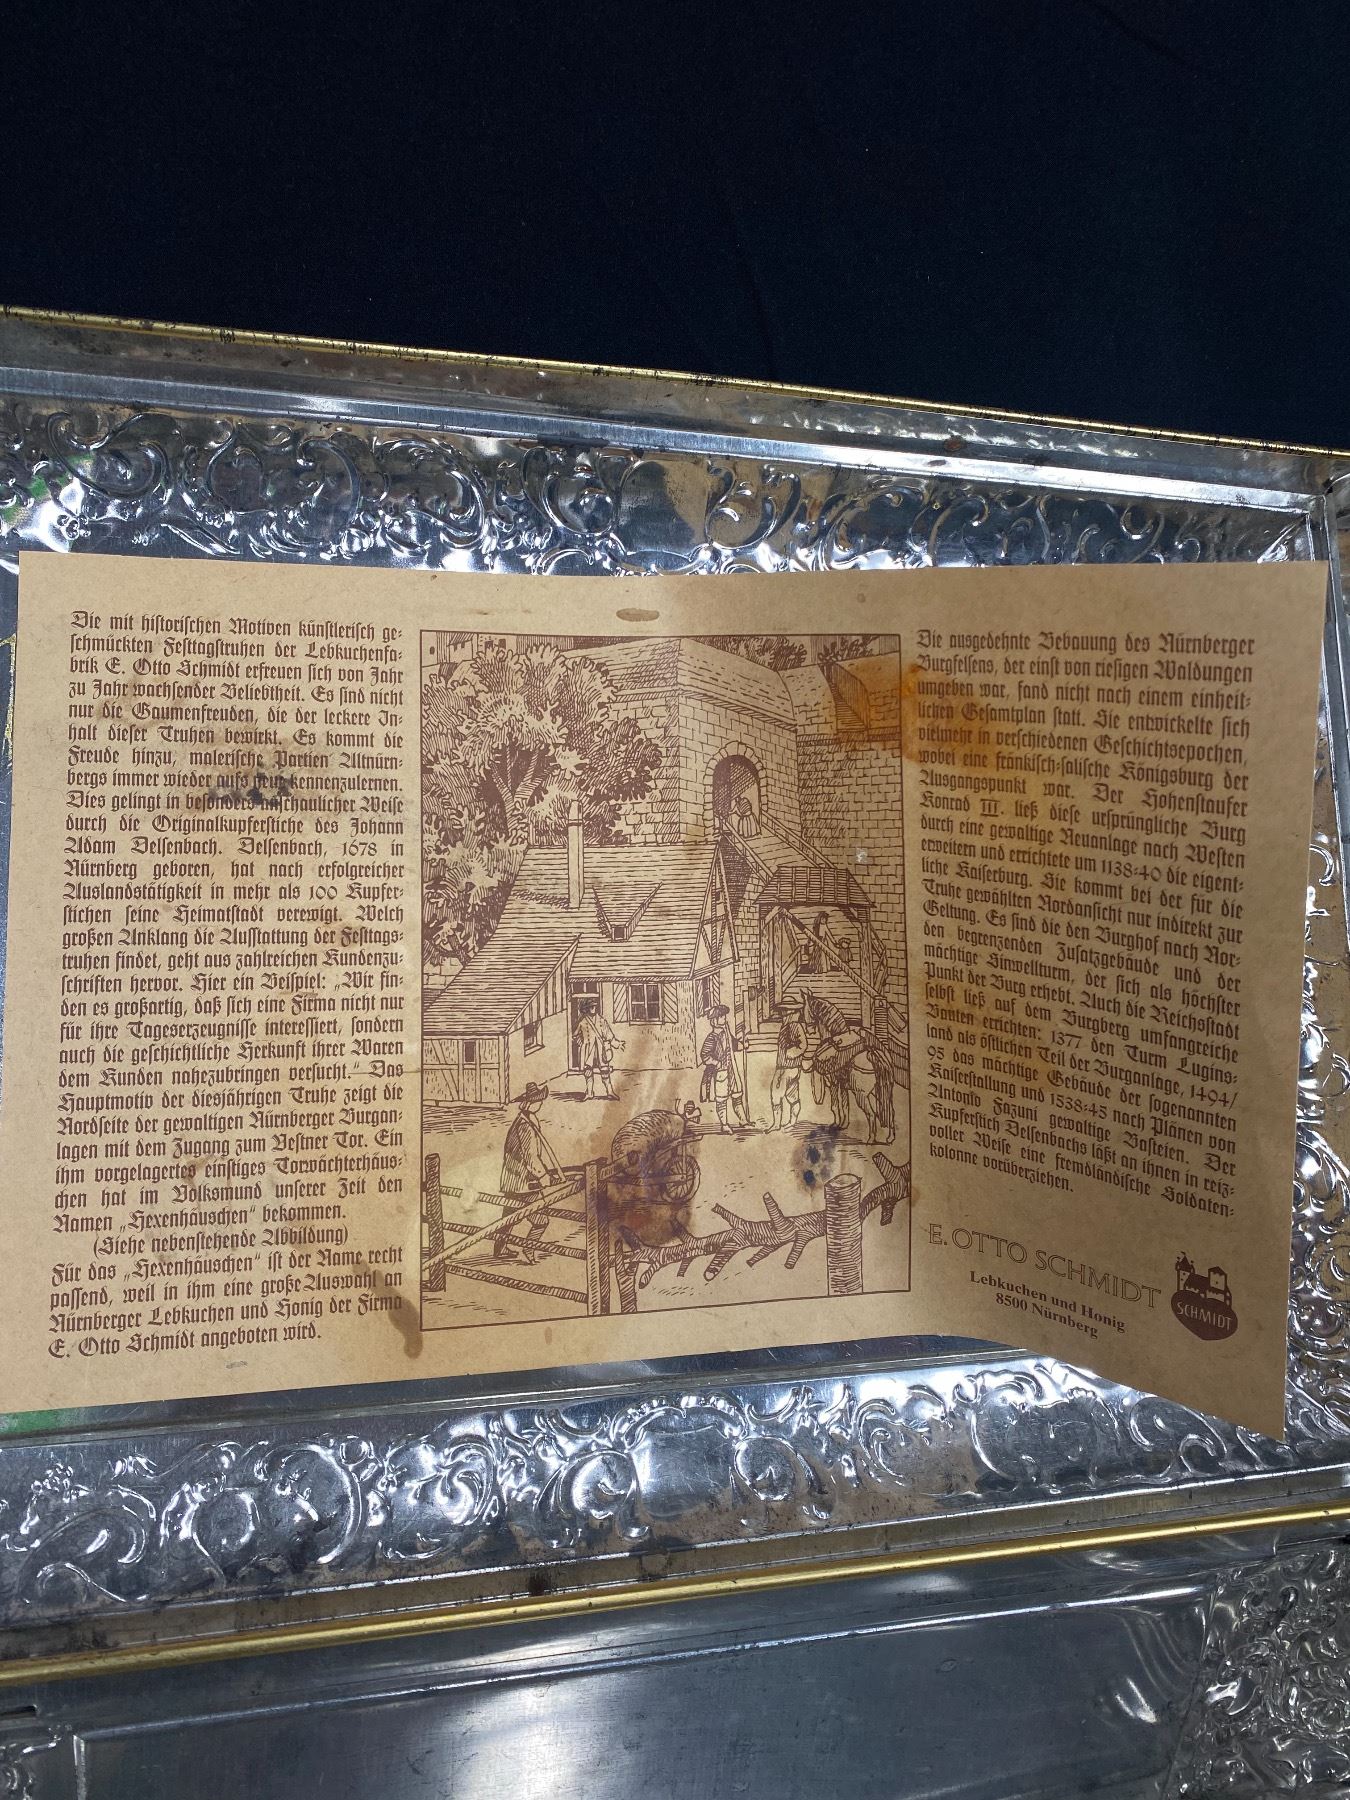 Die mit historischen Motiven künstlerisch ge-
schmückten Festtagstruhen der Lebkuchenfa-
brik E. Otto Schmidt erfreuen sich von Jahr
zu Jahr wachsender Beliebtheit. Es sind nicht
nur die Gaumenfreuden, die der leckere In-
halt dieser Truhen bewirkt. Es kommt die
Freude hinzu, malerische Partien Altnürn-
bergs immer wieder aufs neue kennenzulernen.
Dies gelingt in besonders anschaulicher Weise
durch die Originalkupferstiche des Johann
Adam Delsenbach. Delsenbach, 1678 in
Nürnberg geboren, hat nach erfolgreicher
Auslandstätigkeit in mehr als 100 Kupfer-
stichen seine Heimatstadt verewigt. Welch
großen Anklang die Ausstattung der Festtags-
truhen findet, geht aus zahlreichen Kundenzu-
schriften hervor. Hier ein Beispiel: „Wir fin-
den es großartig, daß sich eine Firma nicht nur
für ihre Tageserzeugnisse interessiert, sondern
auch die geschichtliche Herkunft ihrer Waren
dem Kunden nahezubringen versucht.“ Das
Hauptmotiv der diesjährigen Truhe zeigt die
Nordseite der gewaltigen Nürnberger Burgan-
lagen mit dem Zugang zum Vestner Tor. Ein
ihm vorgelagertes einstiges Torwächterhäus-
chen hat im Volksmund unserer Zeit den
Namen „Hexenhäuschen“ bekommen.
(Siehe nebenstehende Abbildung)
Für das „Hexenhäuschen“ ist der Name recht
passend, weil in ihm eine große Auswahl an
Nürnberger Lebkuchen und Honig der Firma
E. Otto Schmidt angeboten wird.
Die ausgedehnte Bebauung des Nürnberger
Burgfelsens, der einst von riesigen Waldungen
umgeben war, fand nicht nach einem einheit-
lichen Gesamtplan statt. Sie entwickelte sich
vielmehr in verschiedenen Geschichtsepochen,
wobei eine fränkisch-salische Königsburg der
Ausgangspunkt war. Der Hohenstaufer
Konrad III. ließ diese ursprüngliche Burg
durch eine gewaltige Neuanlage nach Westen
erweitern und errichtete um 1138-40 die eigent-
liche Kaiserburg. Sie kommt bei der für die
Truhe gewählten Nordansicht nur indirekt zur
Geltung. Es sind die den Burghof nach Nor-
den begrenzenden Zusatzgebäude und der
mächtige Sinwellturm, der sich als höchster
Punkt der Burg erhebt. Auch die Reichsstadt
selbst ließ auf dem Burgberg umfangreiche
Bauten errichten: 1377 den Turm Lugins-
land als östlichen Teil der Burganlage, 1494/
95 das mächtige Gebäude der sogenannten
Kaiserstallung und 1538-45 nach Plänen von
Antonio Fazuni gewaltige Basteien. Der
Kupferstich Delsenbachs läßt an ihnen in reiz-
voller Weise eine fremdländische Soldaten-
kolonne vorüberziehen.
E. OTTO SCHMIDT
Lebkuchen und Honig
8500 Nürnberg
SCHMIDT